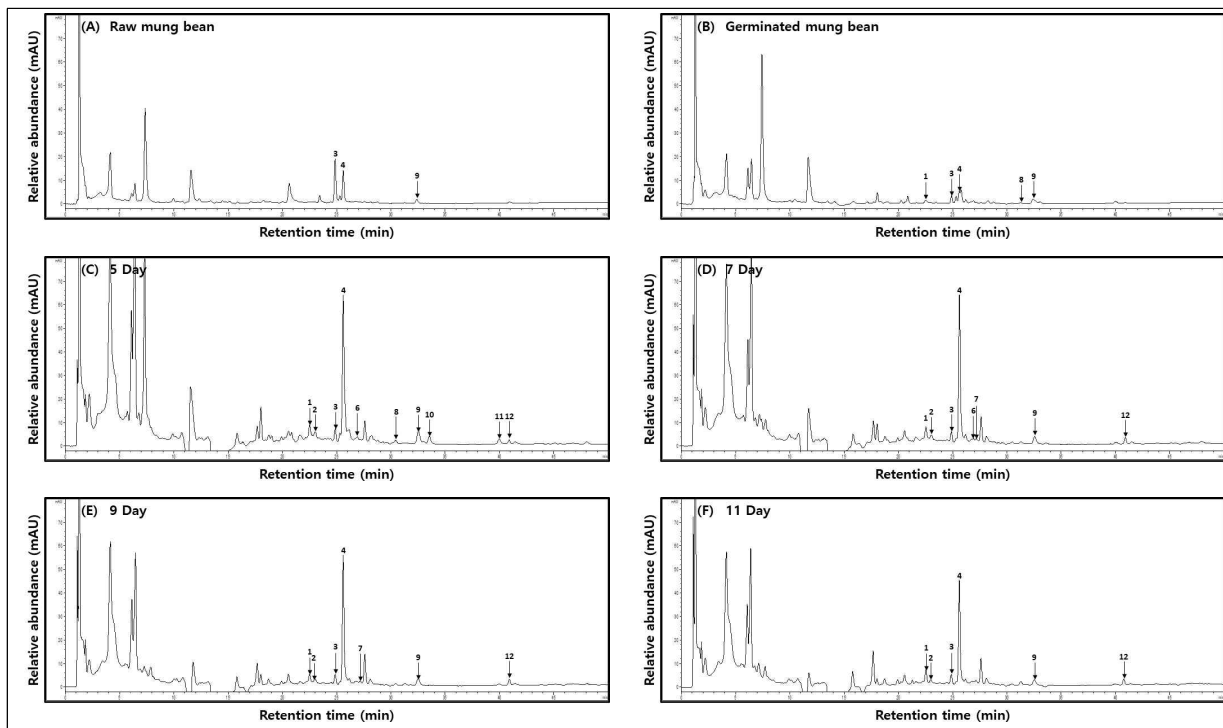 (A) Raw mung bean
Relative abundance (mAU)
3
4
9
Retention time (min)
(B) Germinated mung bean
Relative abundance (mAU)
1
3
4
8
9
Retention time (min)
(C) 5 Day
Relative abundance (mAU)
4
1
2
3
6
8
9
10
11
12
Retention time (min)
(D) 7 Day
Relative abundance (mAU)
4
1
2
3
6
7
9
12
Retention time (min)
(E) 9 Day
Relative abundance (mAU)
4
1
2
3
7
9
12
Retention time (min)
(F) 11 Day
Relative abundance (mAU)
4
1
2
3
9
12
Retention time (min)